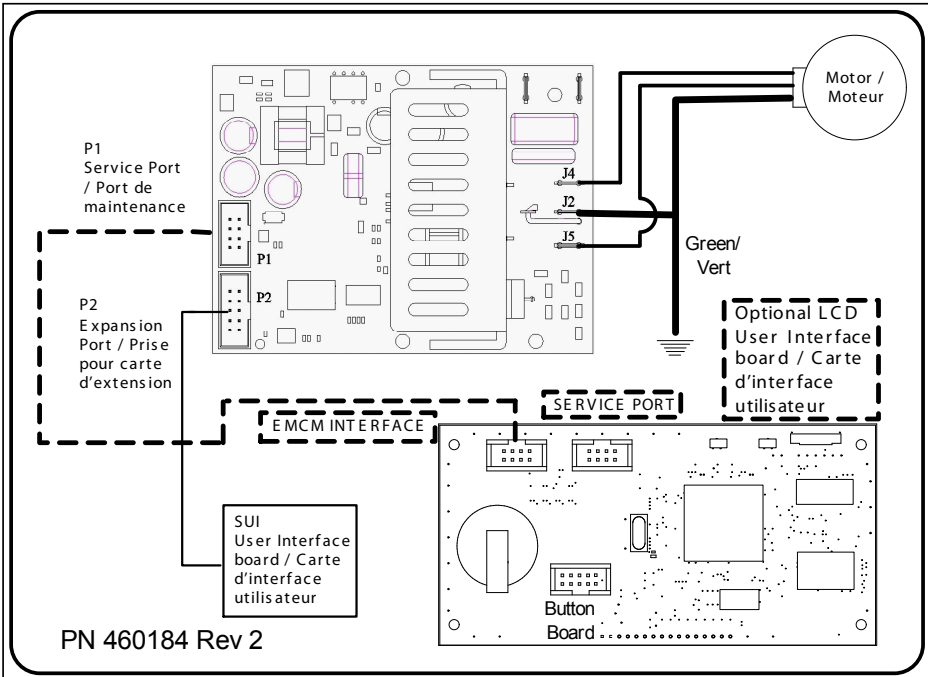 Motor /
Moteur
P1
Service Port
/ Port de
maintenance
J4
J2
J5
P1
Green/
Vert
P2
P2
Expansion
Port / Prise
pour carte
d'extension
Optional LCD
User Interface
board / Carte
d'interface
utilisateur
SERVICE PORT
EMCM INTERFACE
SUI
User Interface
board / Carte
d'interface
utilisateur
Button
Board
PN 460184 Rev 2